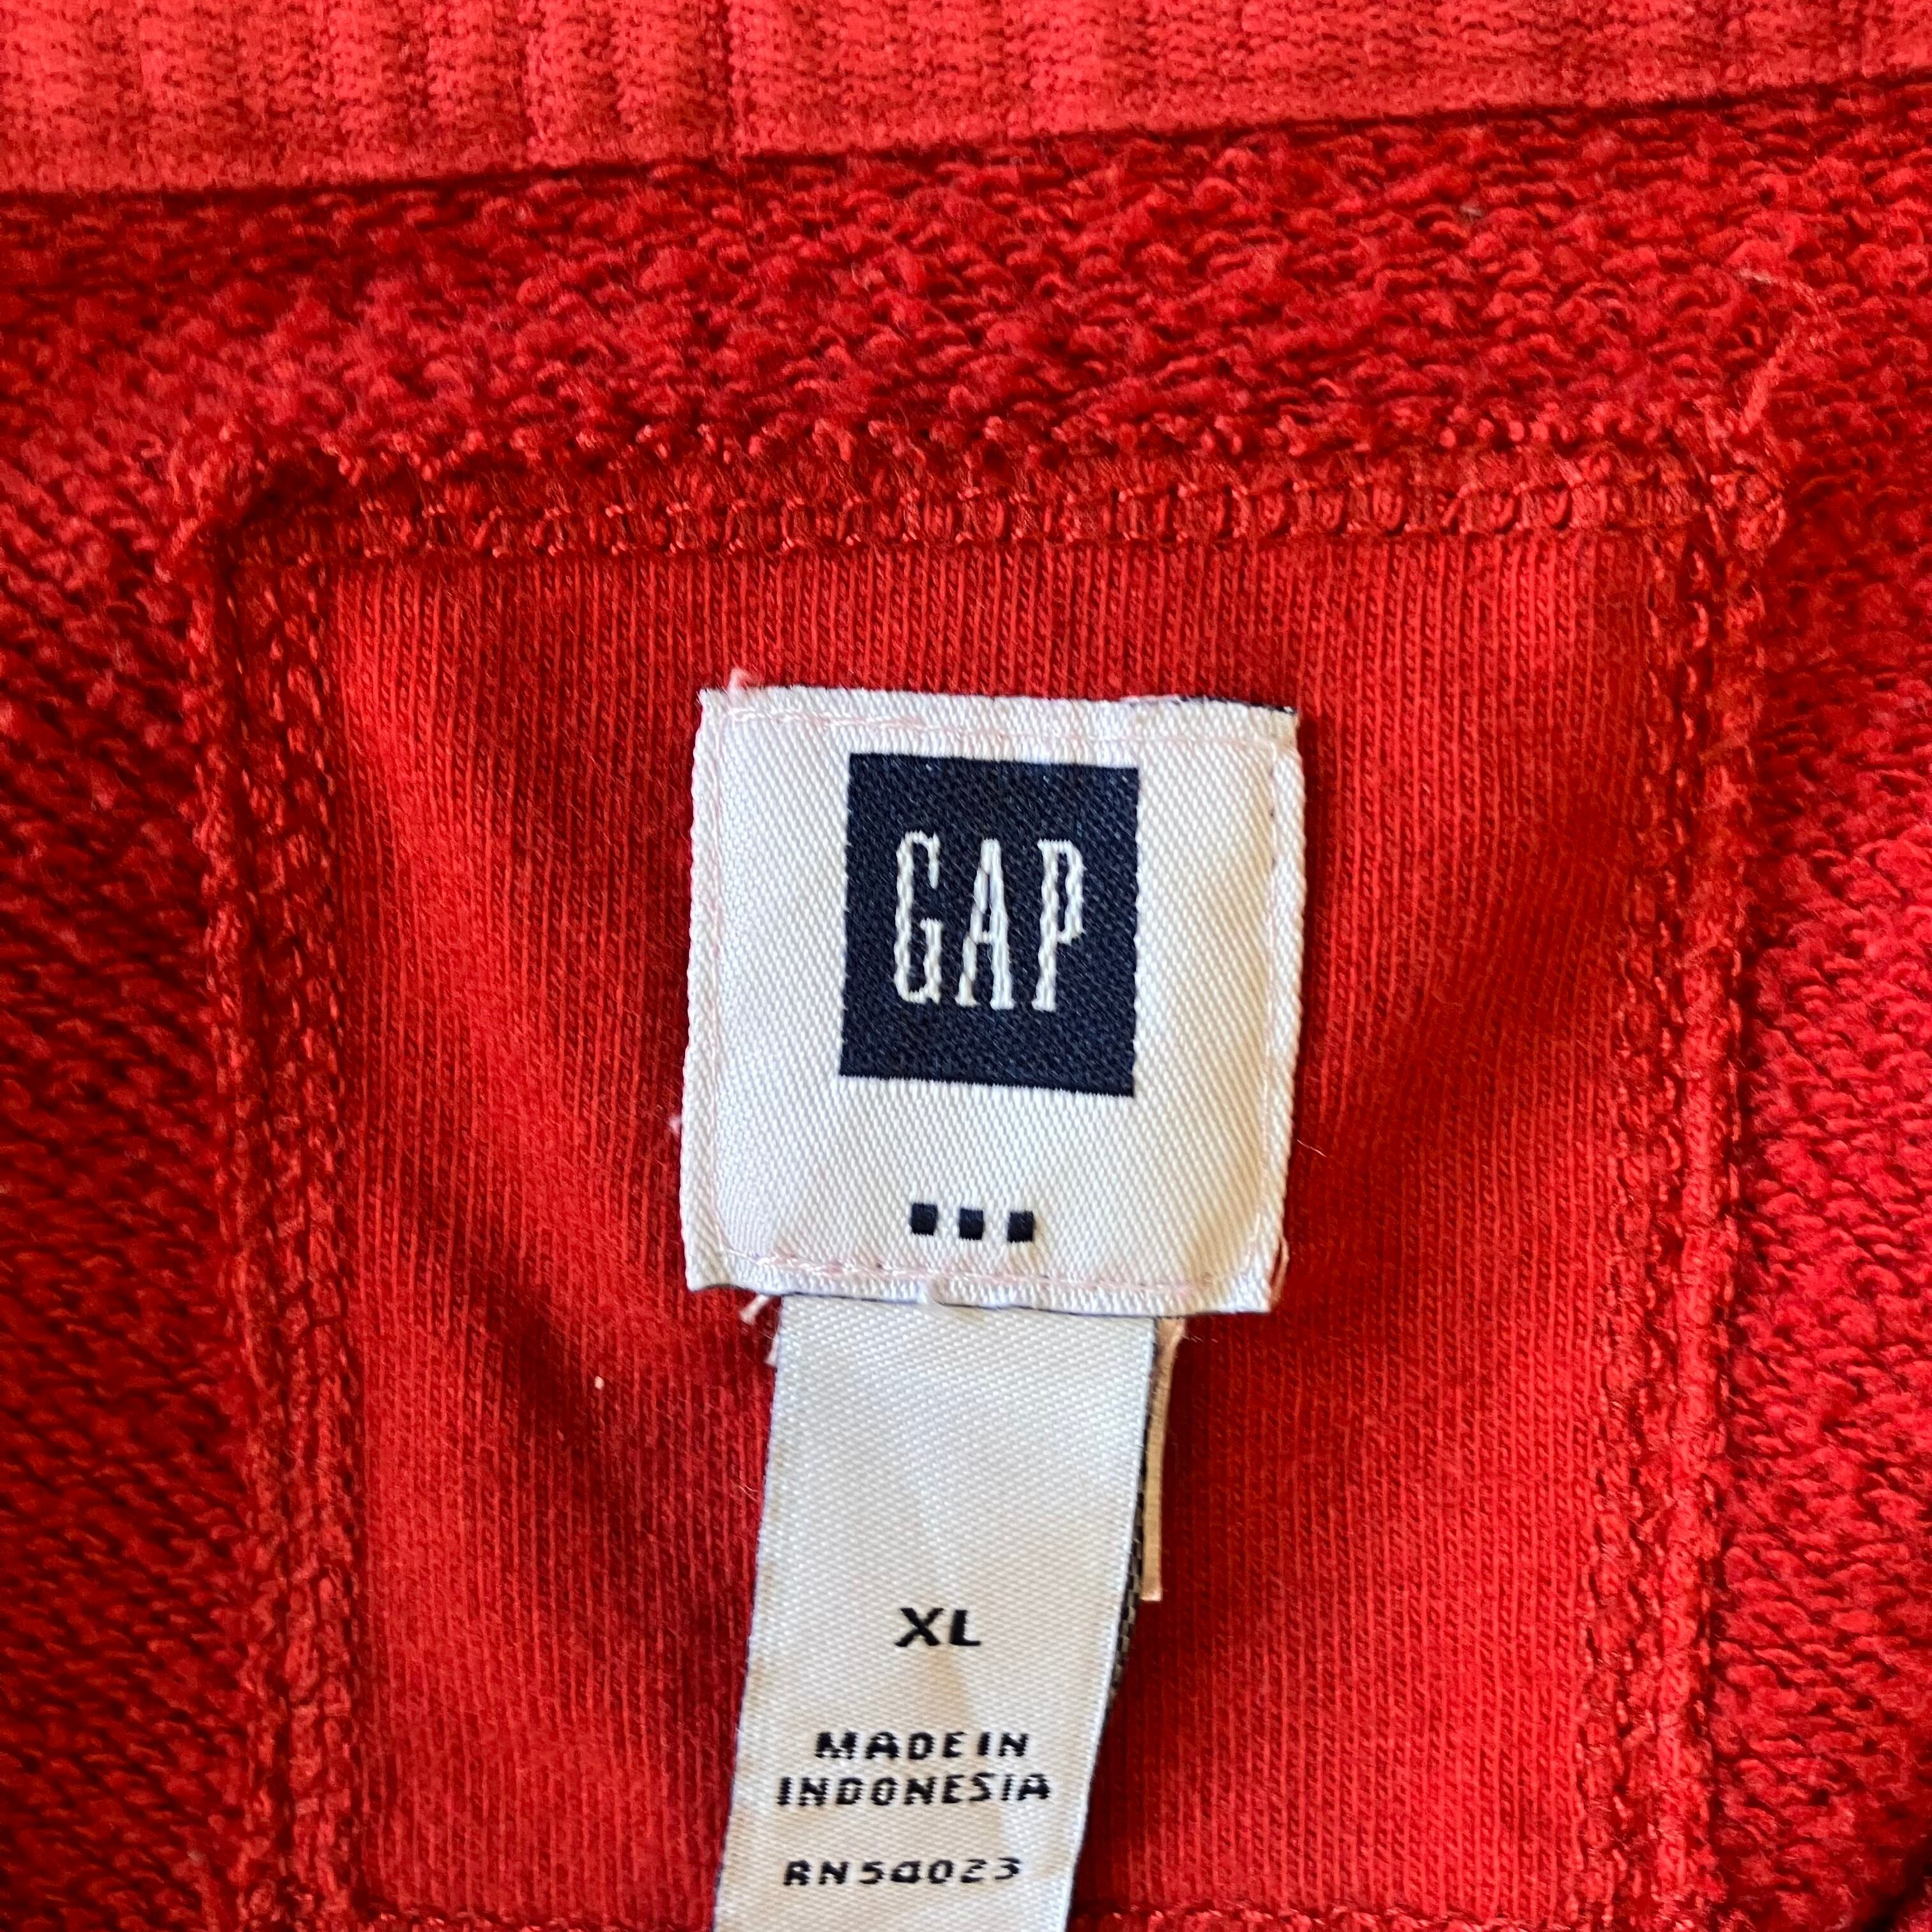 GAP
XL
MADE IN
INDONESIA
RN54023